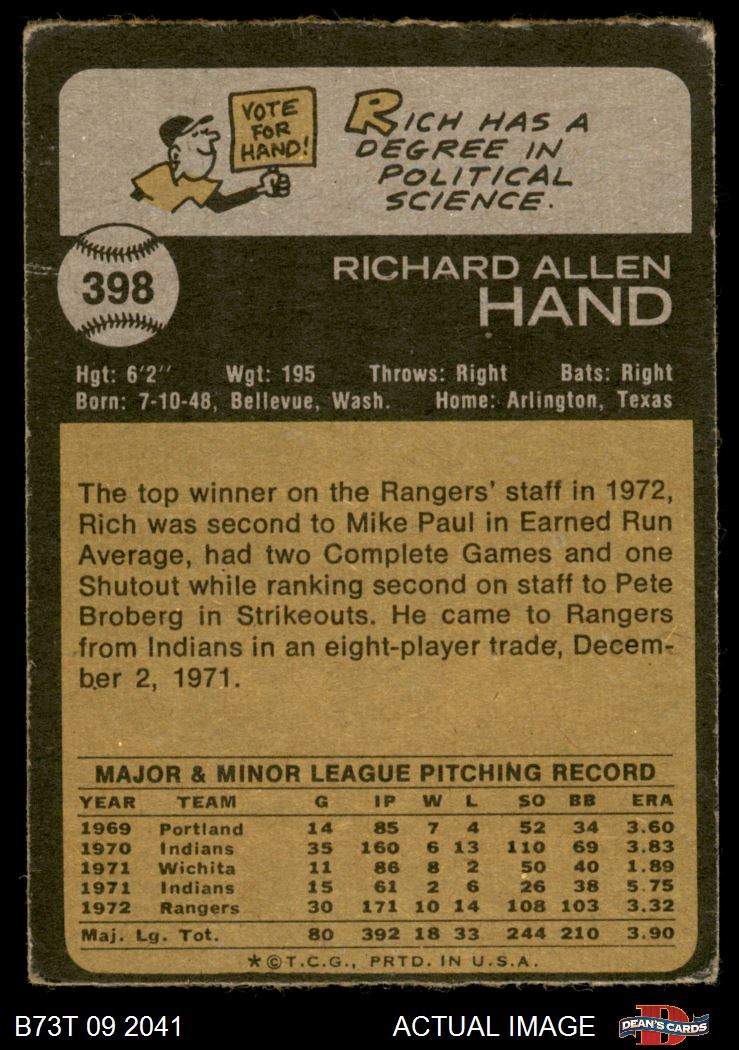 VOTE
FOR
HAND!
RICH HAS A
DEGREE IN
POLITICAL
SCIENCE.
398
RICHARD ALLEN
HAND
Hgt: 6'2" Wgt: 195 Throws: Right Bats: Right
Born: 7-10-48, Bellevue, Wash. Home: Arlington, Texas
The top winner on the Rangers' staff in 1972,
Rich was second to Mike Paul in Earned Run
Average, had two Complete Games and one
Shutout while ranking second on staff to Pete
Broberg in Strikeouts. He came to Rangers
from Indians in an eight-player trade, Decem-
ber 2, 1971.
MAJOR & MINOR LEAGUE PITCHING RECORD
YEAR TEAM G IP W L SO BB ERA
1969 Portland 14 85 7 4 52 34 3.60
1970 Indians 35 160 6 13 110 69 3.83
1971 Wichita 11 86 8 2 50 40 1.89
1971 Indians 15 61 2 6 26 38 5.75
1972 Rangers 30 171 10 14 108 103 3.32
Maj. Lg. Tot. 80 392 18 33 244 210 3.90
*©T.C.G., PRTD. IN U.S.A.
B73T 09 2041 ACTUAL IMAGE D DEAN'S CARDS